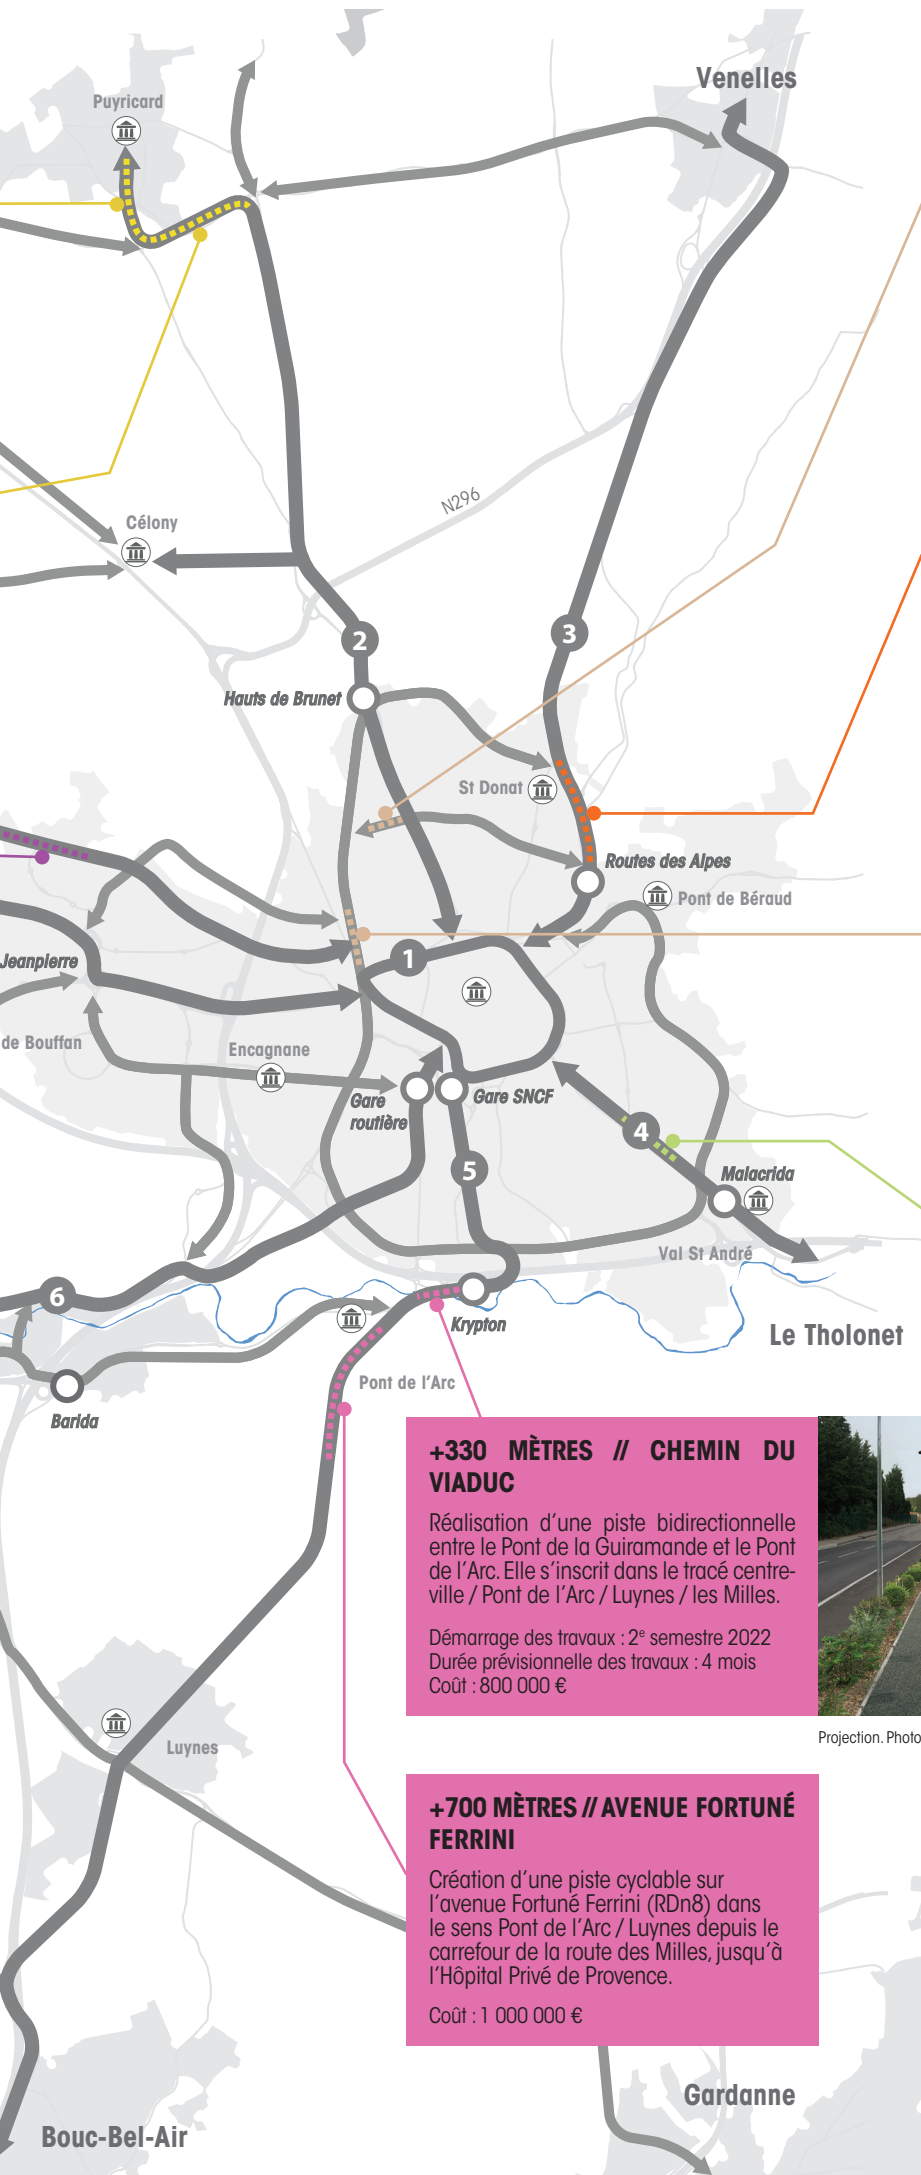 Venelles
Puyricard
N296
Célony
2
3
Hauts de Brunet
St Donat
Routes des Alpes
Pont de Béraud
1
Jeanpierre
de Bouffan
Encagnane
Gare
routière
Gare SNCF
4
5
Malacrida
Val St André
6
Krypton
Le Tholonet
Pont de l'Arc
Barida
+330 MÈTRES // CHEMIN DU
VIADUC
Réalisation d'une piste bidirectionnelle
entre le Pont de la Guiramande et le Pont
de l'Arc. Elle s'inscrit dans le tracé centre-
ville / Pont de l'Arc / Luynes / les Milles.
Démarrage des travaux : 2e semestre 2022
Durée prévisionnelle des travaux : 4 mois
Coût : 800 000 €
Projection. Photo
Luynes
+700 MÈTRES // AVENUE FORTUNÉ
FERRINI
Création d'une piste cyclable sur
l'avenue Fortuné Ferrini (RDn8) dans
le sens Pont de l'Arc / Luynes depuis le
carrefour de la route des Milles, jusqu'à
l'Hôpital Privé de Provence.
Coût : 1 000 000 €
Gardanne
Bouc-Bel-Air